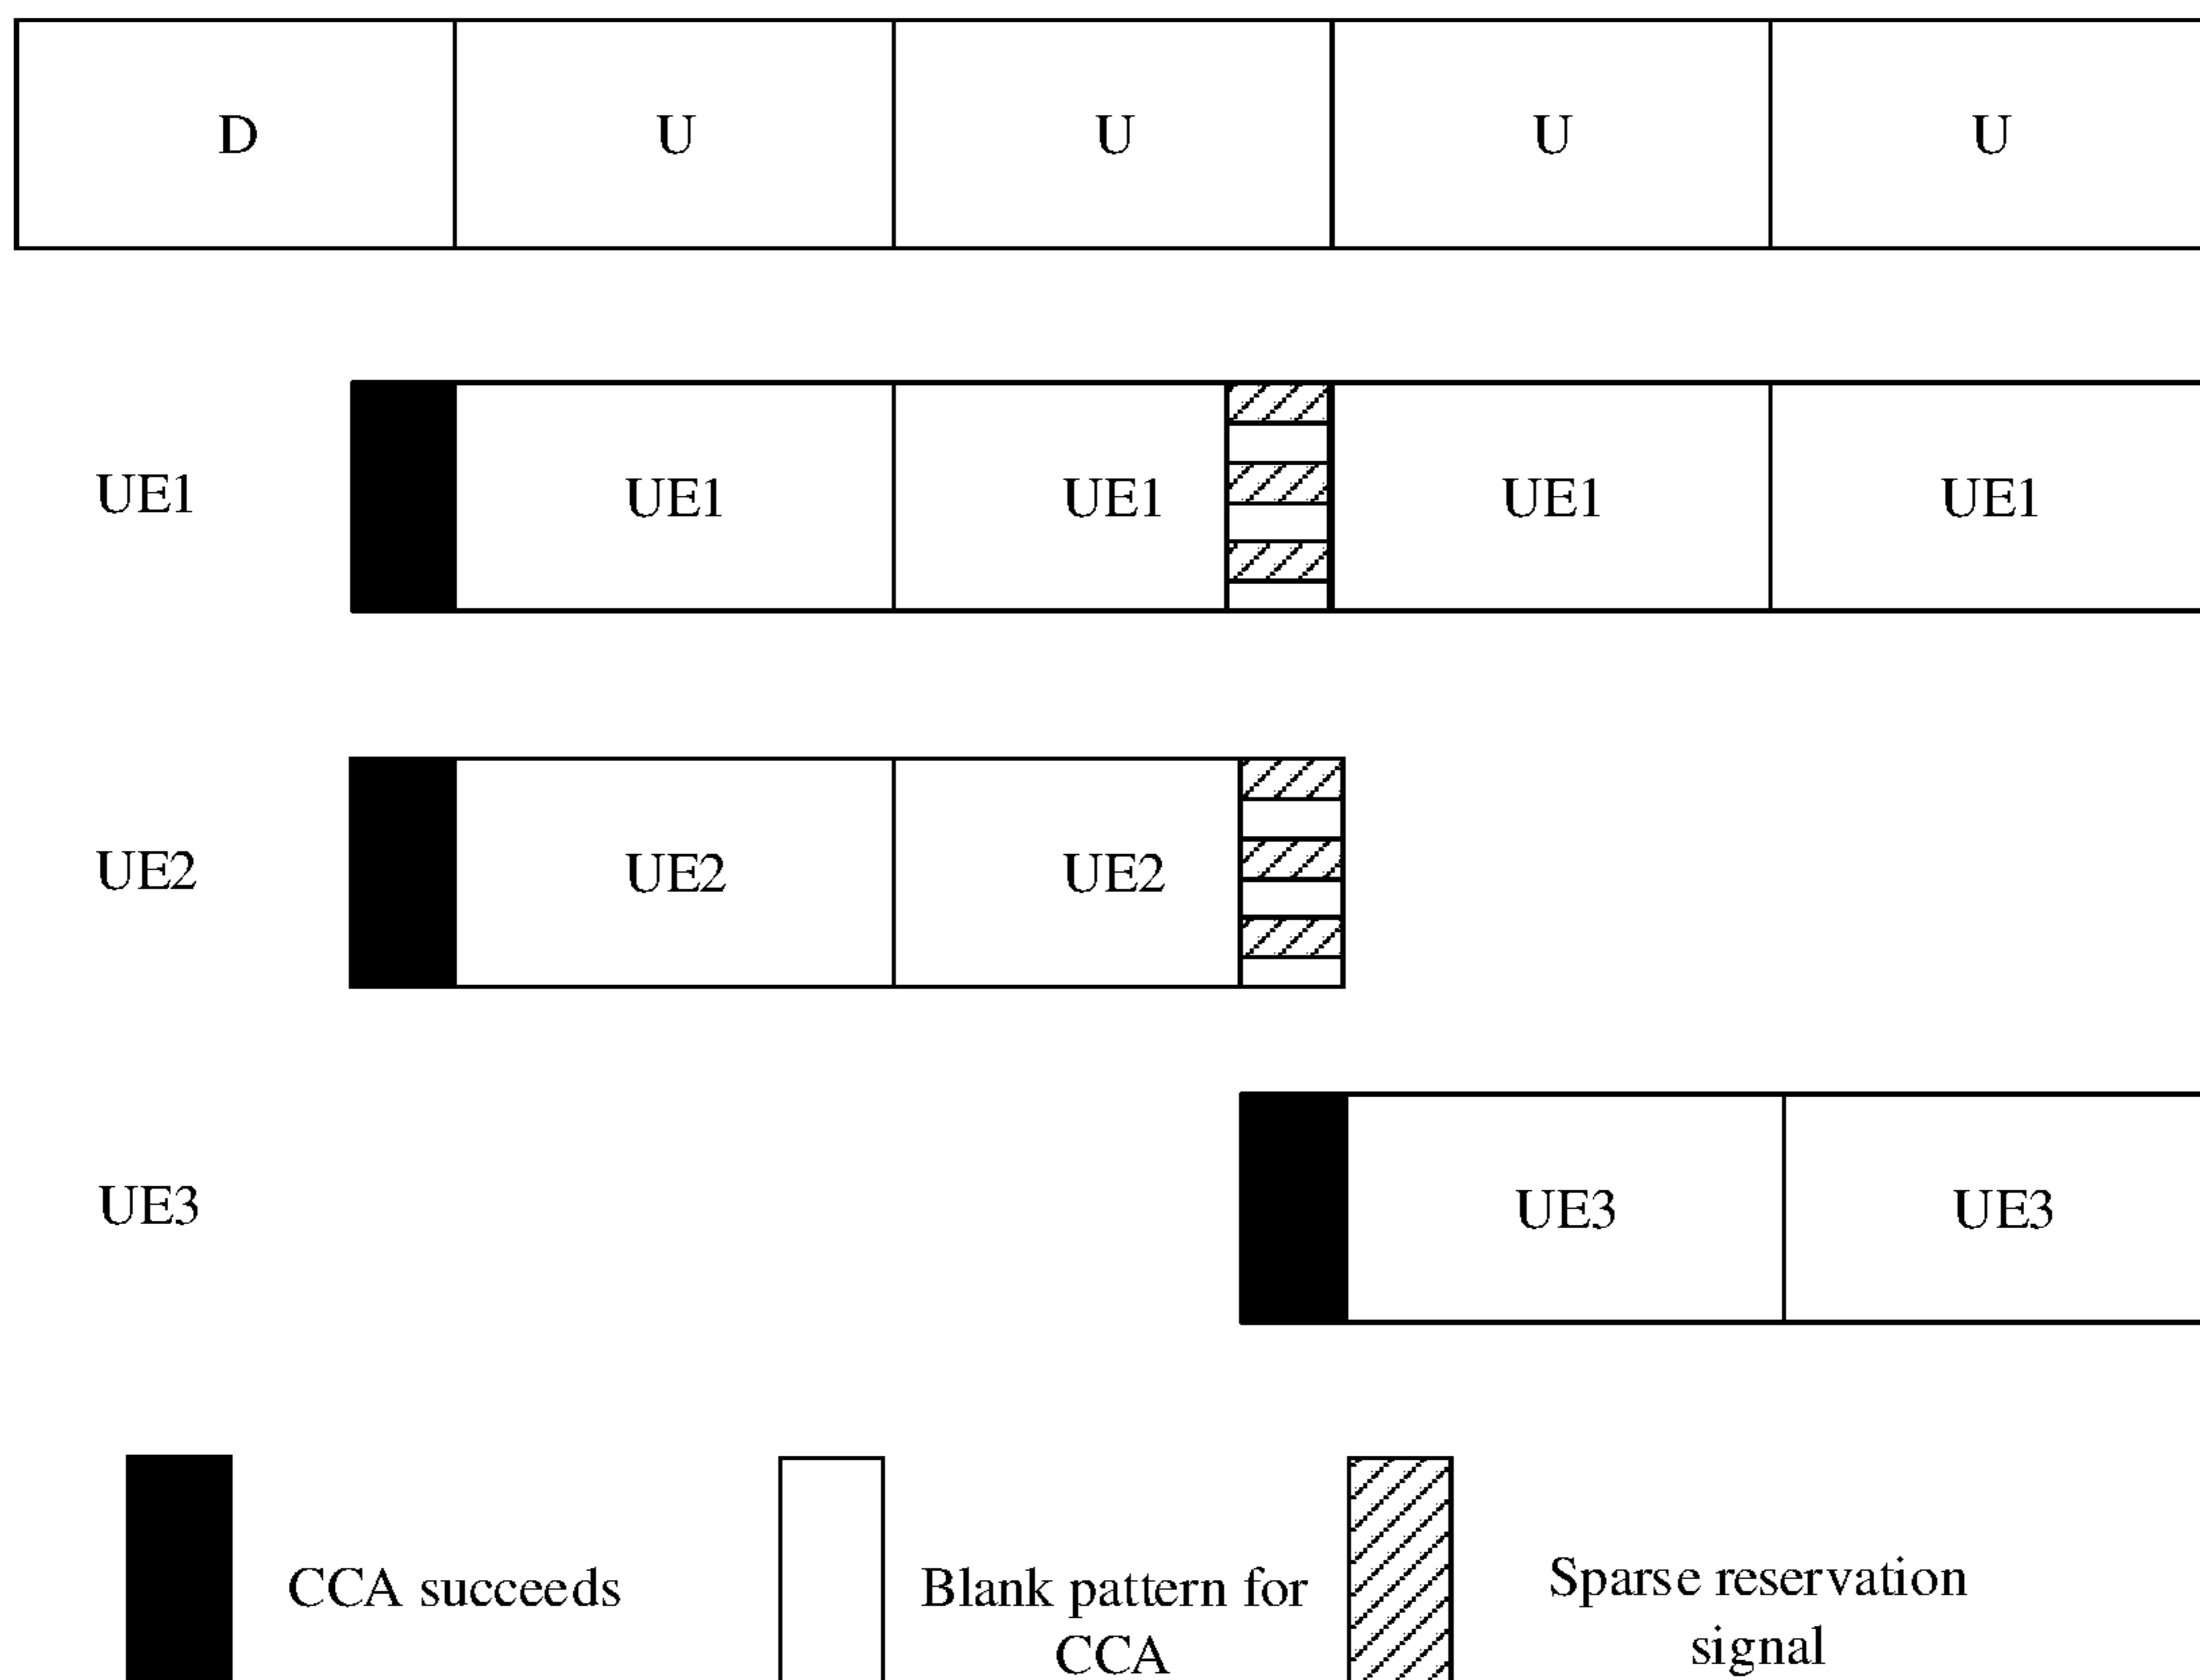 D U U U U
UE1 UE1 UE1 UE1 UE1
UE2 UE2 UE2
UE3 UE3 UE3
CCA succeeds
Blank pattern for
CCA
Sparse reservation
signal